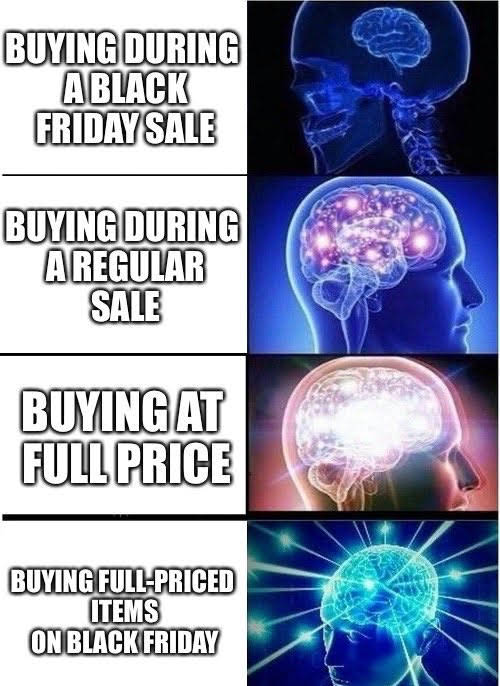 BUYING DURING
A BLACK
FRIDAY SALE
BUYING DURING
A REGULAR
SALE
BUYING AT
FULL PRICE
BUYING FULL-PRICED
ITEMS
ON BLACK FRIDAY